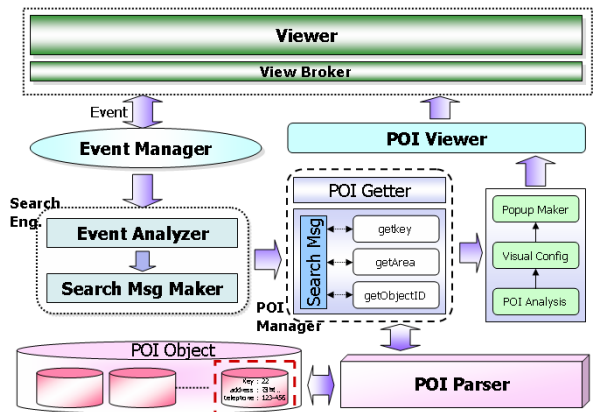 Viewer
View Broker
Event
Event Manager
POI Viewer
Search
Eng.
Event Analyzer
Search Msg Maker
POI Getter
Search Msg
getkey
getArea
getObjectID
POI
Manager
Popup Maker
Visual Config
POI Analysis
POI Object
Key : 22
address :
telephone : 123-456
POI Parser